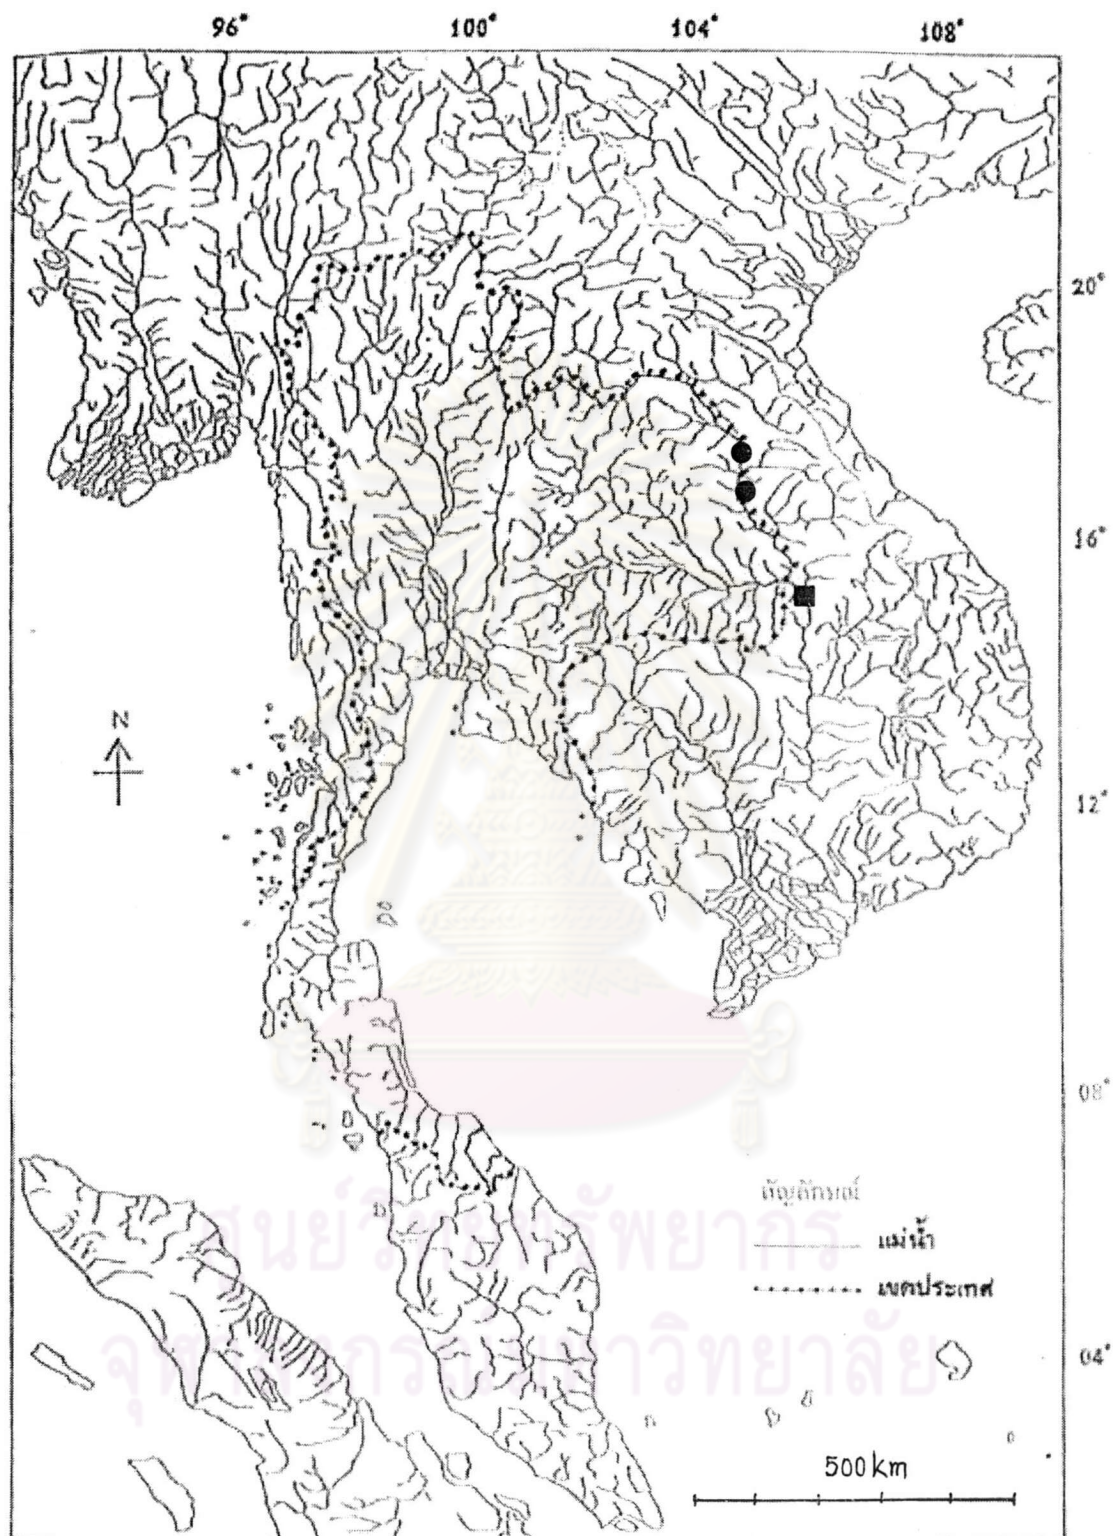 96° 100° 104° 108°
20°
16°
N
12°
08°
สัญลักษณ์
แม่น้ำ
เขตประเทศ
ศูนย์วิทยทรัพยากร
จุฬาลงกรณ์มหาวิทยาลัย
04°
500 km